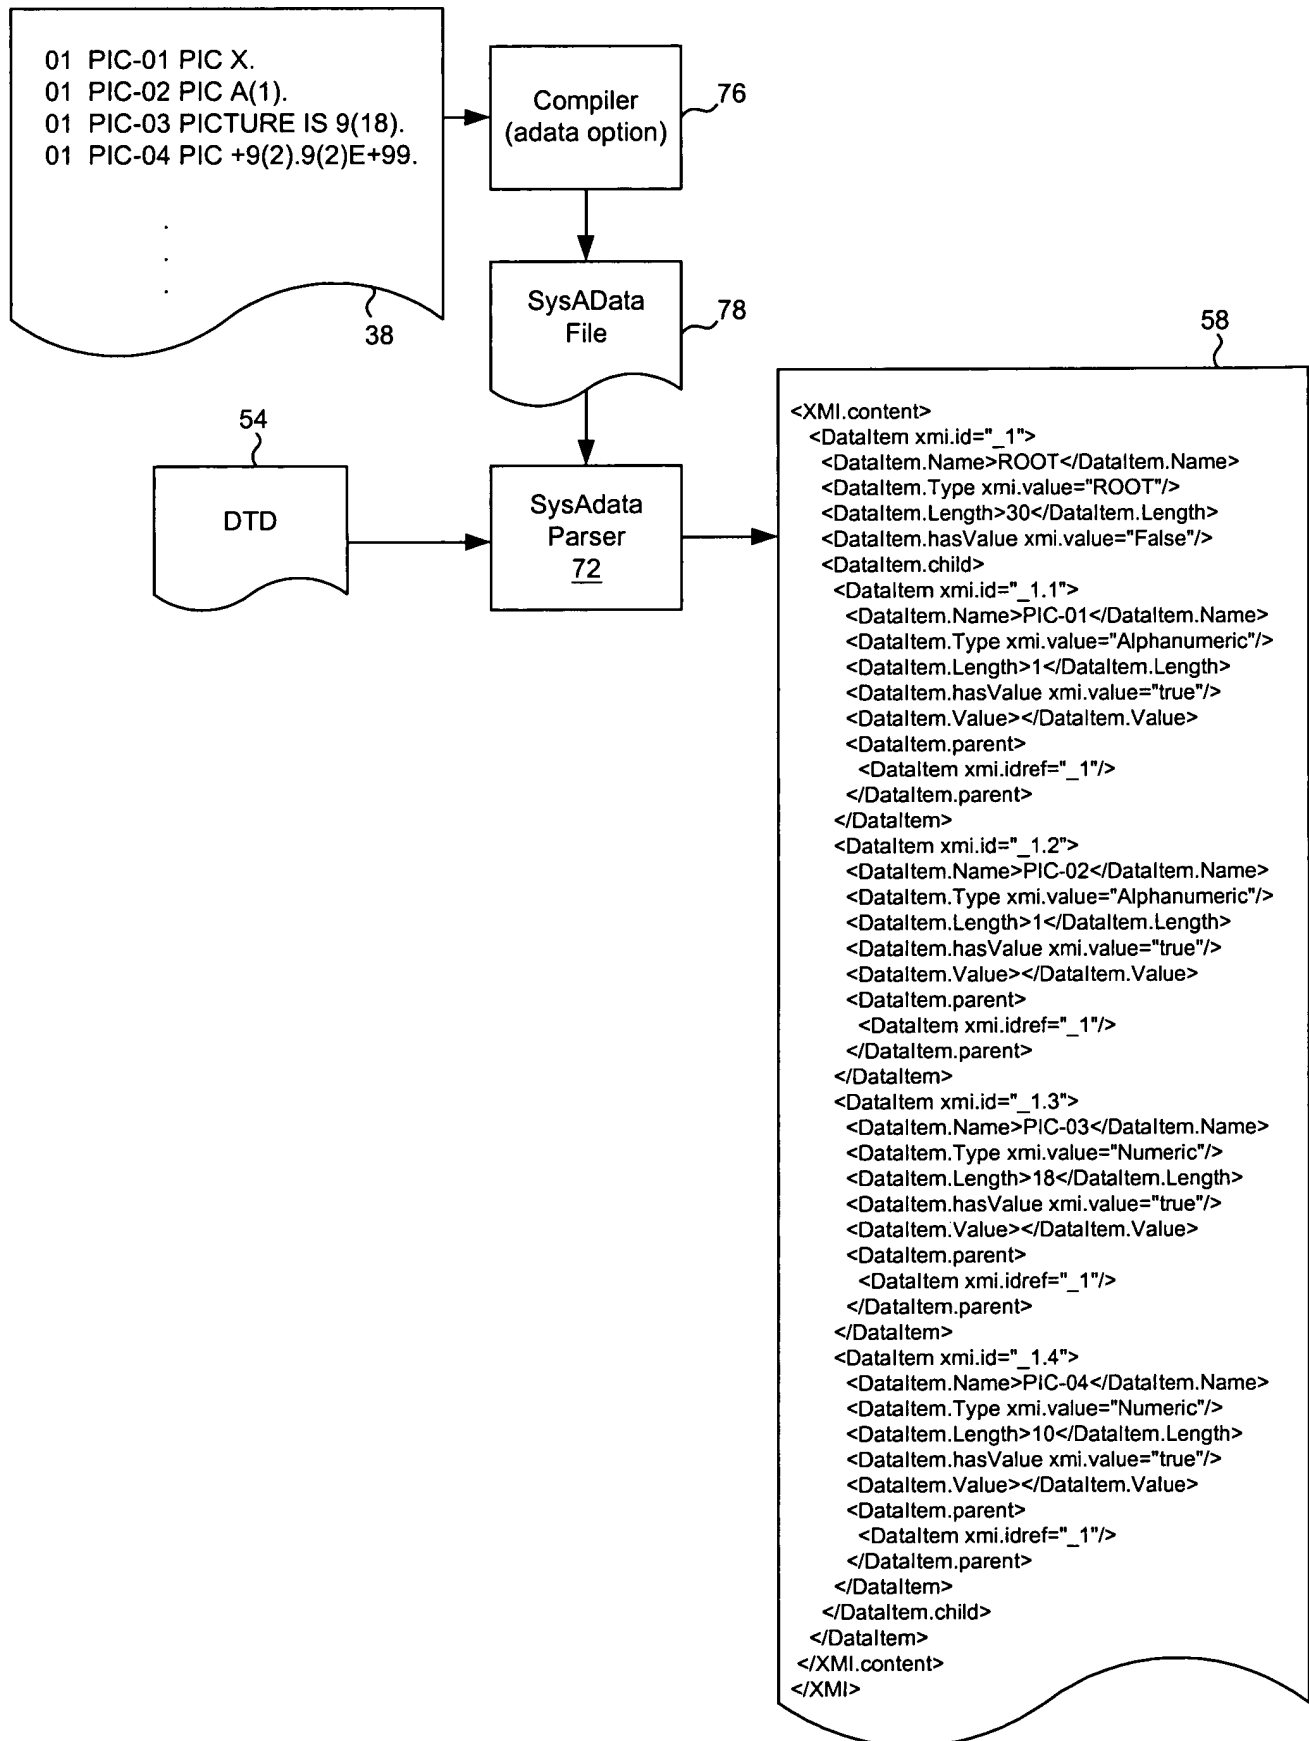 01 PIC-01 PIC X.
01 PIC-02 PIC A(1).
01 PIC-03 PICTURE IS 9(18).
01 PIC-04 PIC +9(2).9(2)E+99.
.
.
.
38
Compiler
(adata option)
76
SysAData
File
78
54
DTD
SysAdata
Parser
72
58
<XMI.content>
<DataItem xmi.id="_1">
<DataItem.Name>ROOT</DataItem.Name>
<DataItem.Type xmi.value="ROOT"/>
<DataItem.Length>30</DataItem.Length>
<DataItem.hasValue xmi.value="False"/>
<DataItem.child>
<DataItem xmi.id="_1.1">
<DataItem.Name>PIC-01</DataItem.Name>
<DataItem.Type xmi.value="Alphanumeric"/>
<DataItem.Length>1</DataItem.Length>
<DataItem.hasValue xmi.value="true"/>
<DataItem.Value></DataItem.Value>
<DataItem.parent>
<DataItem xmi.idref="_1"/>
</DataItem.parent>
</DataItem>
<DataItem xmi.id="_1.2">
<DataItem.Name>PIC-02</DataItem.Name>
<DataItem.Type xmi.value="Alphanumeric"/>
<DataItem.Length>1</DataItem.Length>
<DataItem.hasValue xmi.value="true"/>
<DataItem.Value></DataItem.Value>
<DataItem.parent>
<DataItem xmi.idref="_1"/>
</DataItem.parent>
</DataItem>
<DataItem xmi.id="_1.3">
<DataItem.Name>PIC-03</DataItem.Name>
<DataItem.Type xmi.value="Numeric"/>
<DataItem.Length>18</DataItem.Length>
<DataItem.hasValue xmi.value="true"/>
<DataItem.Value></DataItem.Value>
<DataItem.parent>
<DataItem xmi.idref="_1"/>
</DataItem.parent>
</DataItem>
<DataItem xmi.id="_1.4">
<DataItem.Name>PIC-04</DataItem.Name>
<DataItem.Type xmi.value="Numeric"/>
<DataItem.Length>10</DataItem.Length>
<DataItem.hasValue xmi.value="true"/>
<DataItem.Value></DataItem.Value>
<DataItem.parent>
<DataItem xmi.idref="_1"/>
</DataItem.parent>
</DataItem>
</DataItem.child>
</DataItem>
</XMI.content>
</XMI>